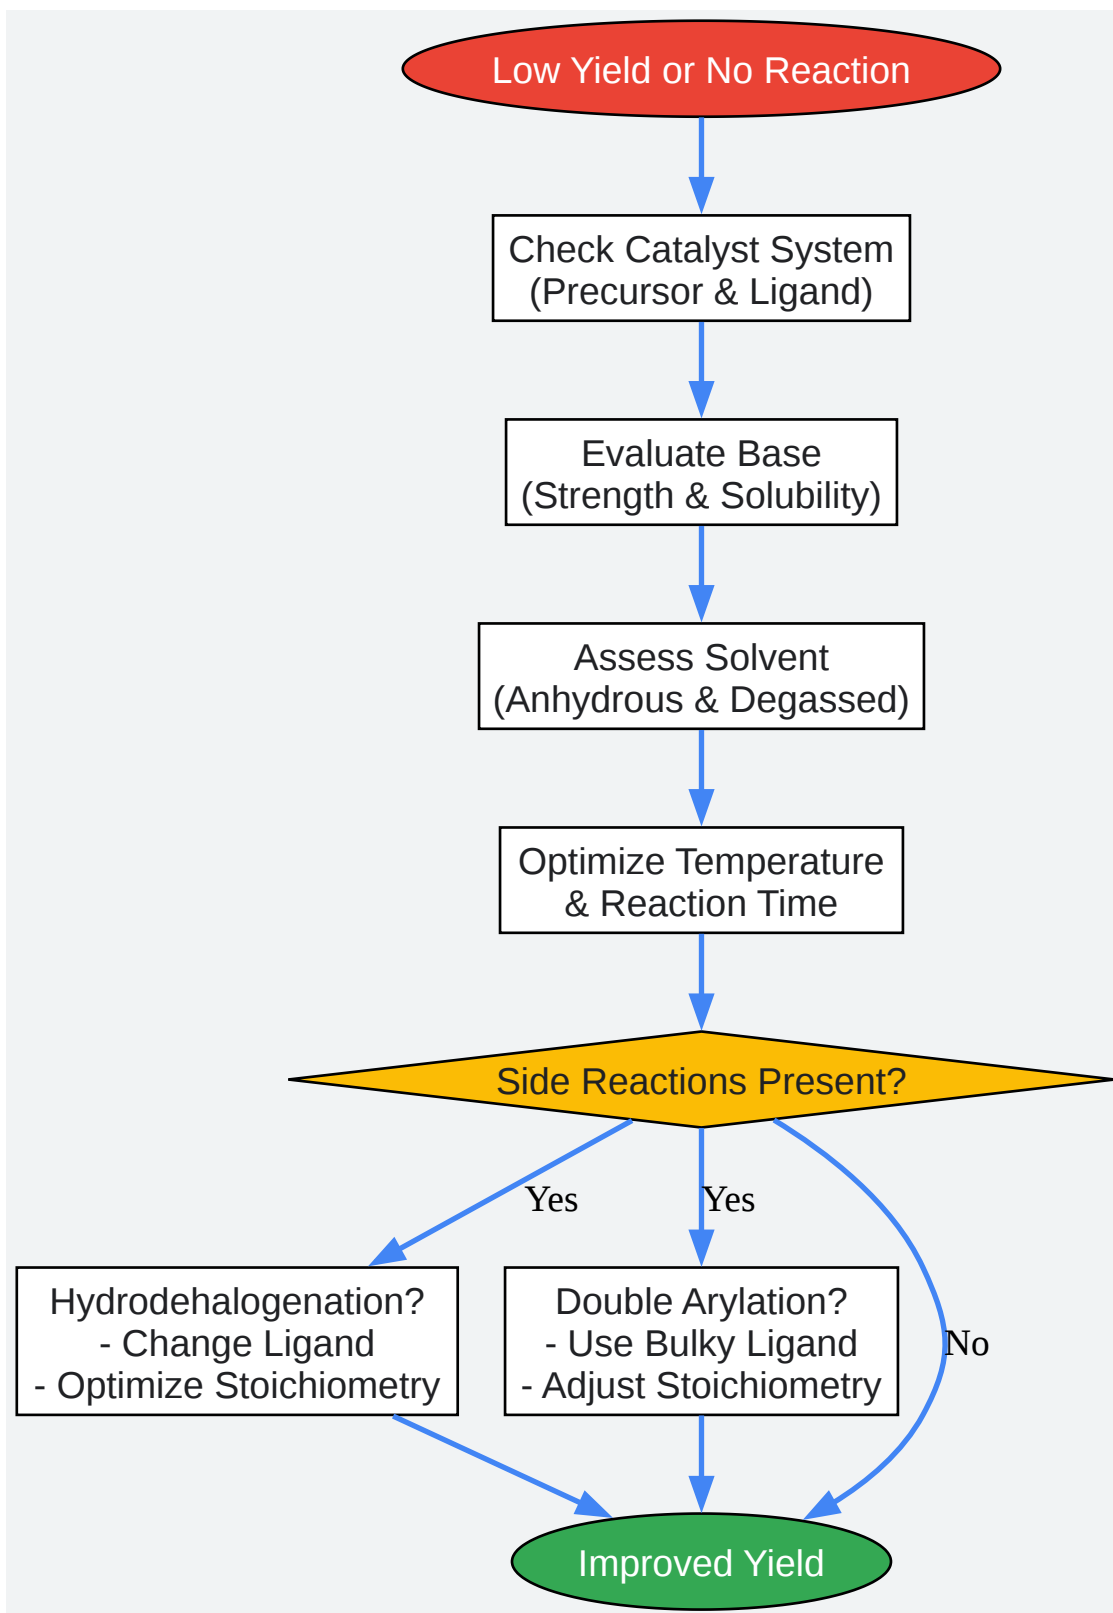 Low Yield or No Reaction
Check Catalyst System
(Precursor & Ligand)
Evaluate Base
(Strength & Solubility)
Assess Solvent
(Anhydrous & Degassed)
Optimize Temperature
& Reaction Time
Side Reactions Present?
Yes
Yes
No
Hydrodehalogenation?
- Change Ligand
- Optimize Stoichiometry
Double Arylation?
- Use Bulky Ligand
- Adjust Stoichiometry
Improved Yield